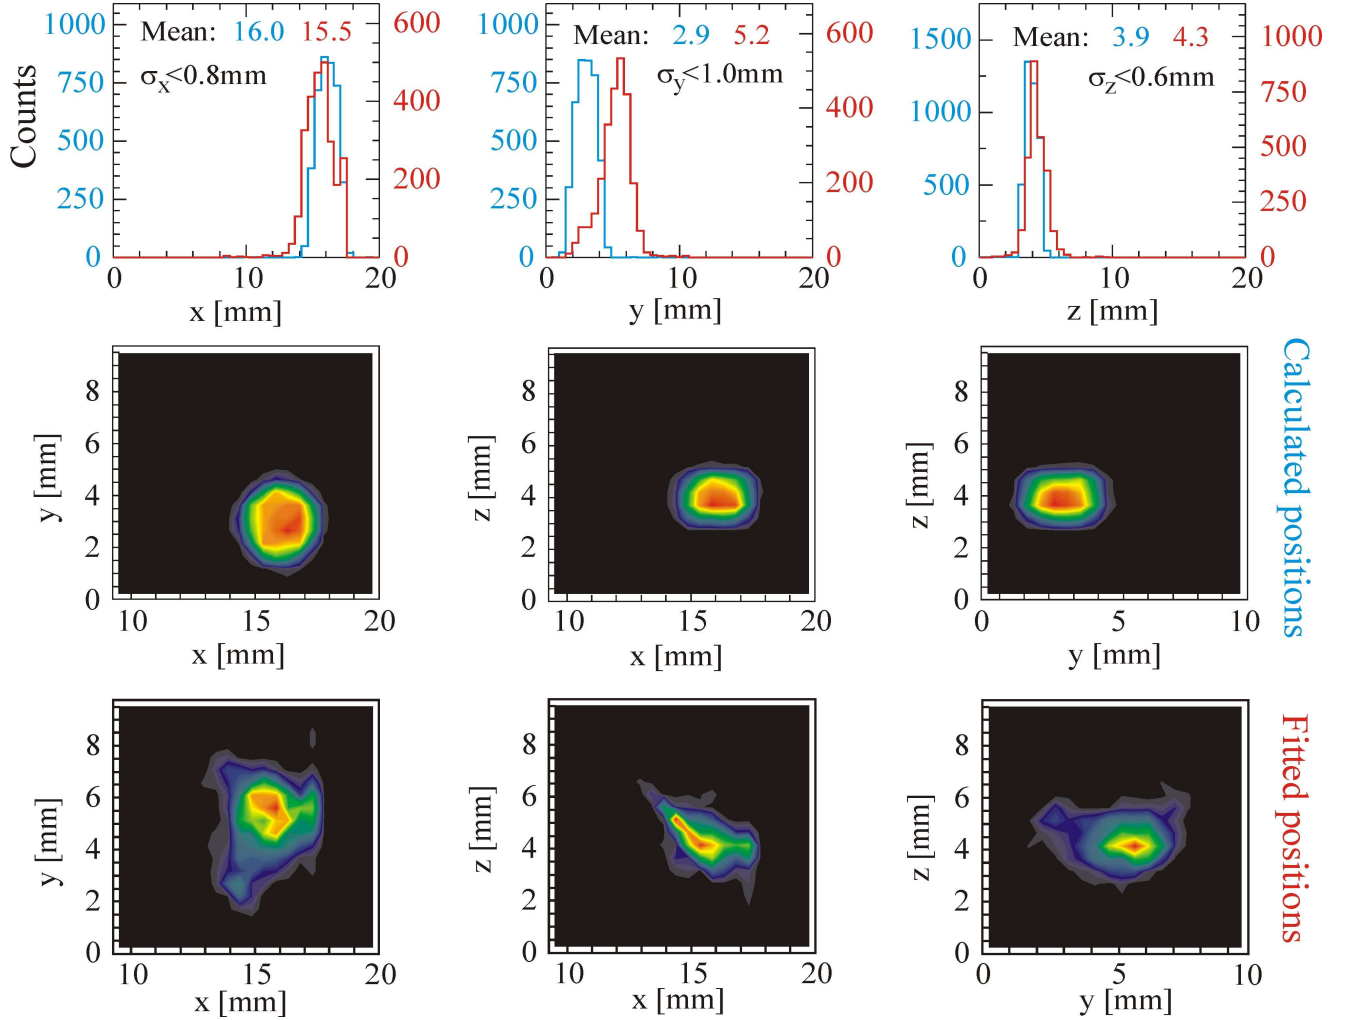 Counts
1000
750
500
250
0
Mean: 16.0 15.5
σx<0.8mm
600
400
200
0
0 10 20
x [mm]
1000
750
500
250
0
Mean: 2.9 5.2
σy<1.0mm
600
400
200
0
0 10 20
y [mm]
1500
1000
500
0
Mean: 3.9 4.3
σz<0.6mm
1000
750
500
250
0
0 10 20
z [mm]
y [mm]
8
6
4
2
0
10 15 20
x [mm]
z [mm]
8
6
4
2
0
10 15 20
x [mm]
z [mm]
8
6
4
2
0
0 5 10
y [mm]
Calculated positions
y [mm]
8
6
4
2
0
10 15 20
x [mm]
z [mm]
8
6
4
2
0
10 15 20
x [mm]
z [mm]
8
6
4
2
0
0 5 10
y [mm]
Fitted positions